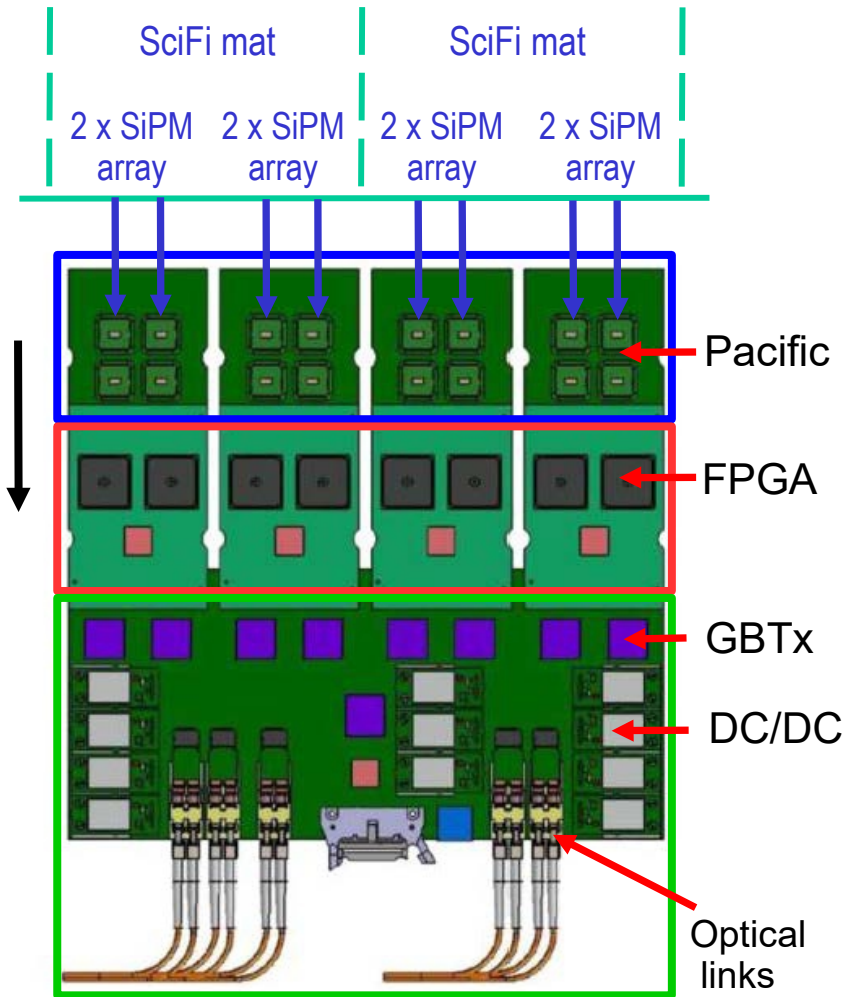 SciFi mat SciFi mat
2 x SiPM 2 x SiPM 2 x SiPM 2 x SiPM
array array array array
Pacific
FPGA
GBTx
DC/DC
Optical
links